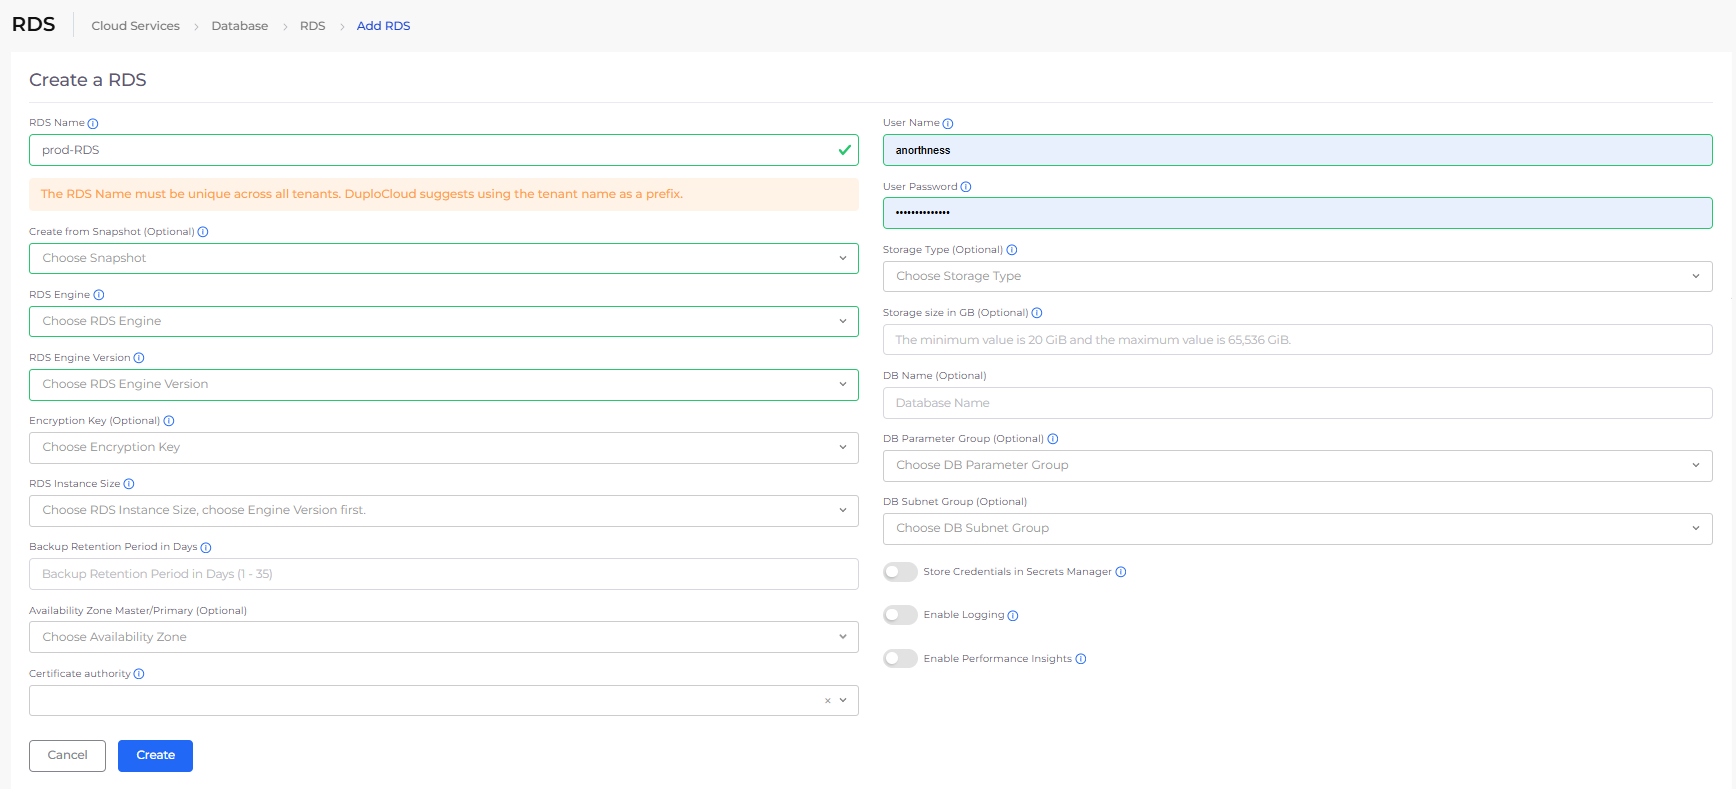 RDS
Cloud Services > Database > RDS > Add RDS
Create a RDS
RDS Name
prod-RDS
The RDS Name must be unique across all tenants. DuploCloud suggests using the tenant name as a prefix.
Create from Snapshot (Optional)
Choose Snapshot
RDS Engine
Choose RDS Engine
RDS Engine Version
Choose RDS Engine Version
Encryption Key (Optional)
Choose Encryption Key
RDS Instance Size
Choose RDS Instance Size, choose Engine Version first.
Backup Retention Period in Days
Backup Retention Period in Days (1 - 35)
Availability Zone Master/Primary (Optional)
Choose Availability Zone
Certificate authority
User Name
anorthness
User Password
••••••••••••••
Storage Type (Optional)
Choose Storage Type
Storage size in GB (Optional)
The minimum value is 20 GiB and the maximum value is 65,536 GiB.
DB Name (Optional)
Database Name
DB Parameter Group (Optional)
Choose DB Parameter Group
DB Subnet Group (Optional)
Choose DB Subnet Group
Store Credentials in Secrets Manager
Enable Logging
Enable Performance Insights
Cancel
Create